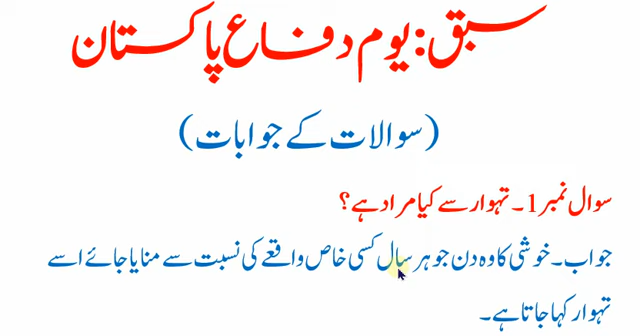 سبق: یوم دفاع پاکستان
(سوالات کے جوابات)
سوال نمبر 1۔ تہوار سے کیا مراد ہے؟
جواب۔ خوشی کا وہ دن جو ہر سال کسی خاص واقعے کی نسبت سے منایا جائے اسے
تہوار کہا جاتا ہے۔